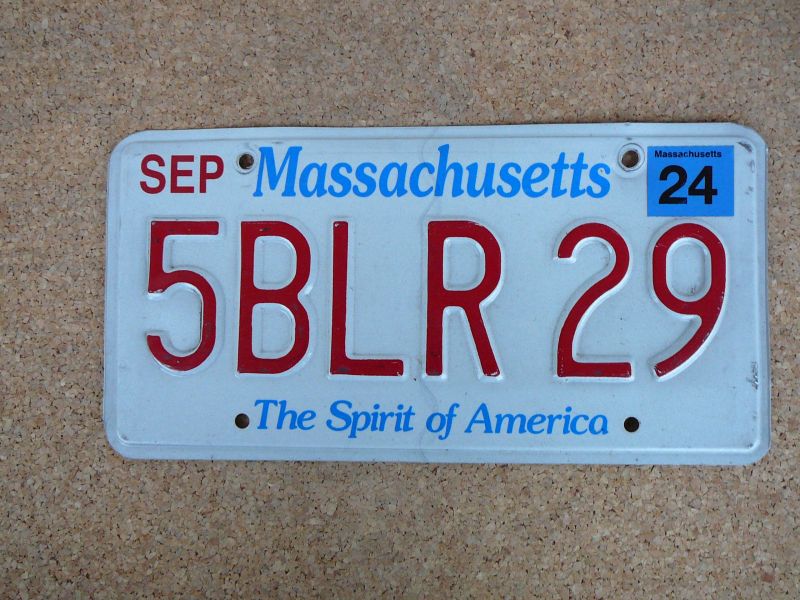 SEP Massachusetts
Massachusetts
24
5BLR 29
The Spirit of America